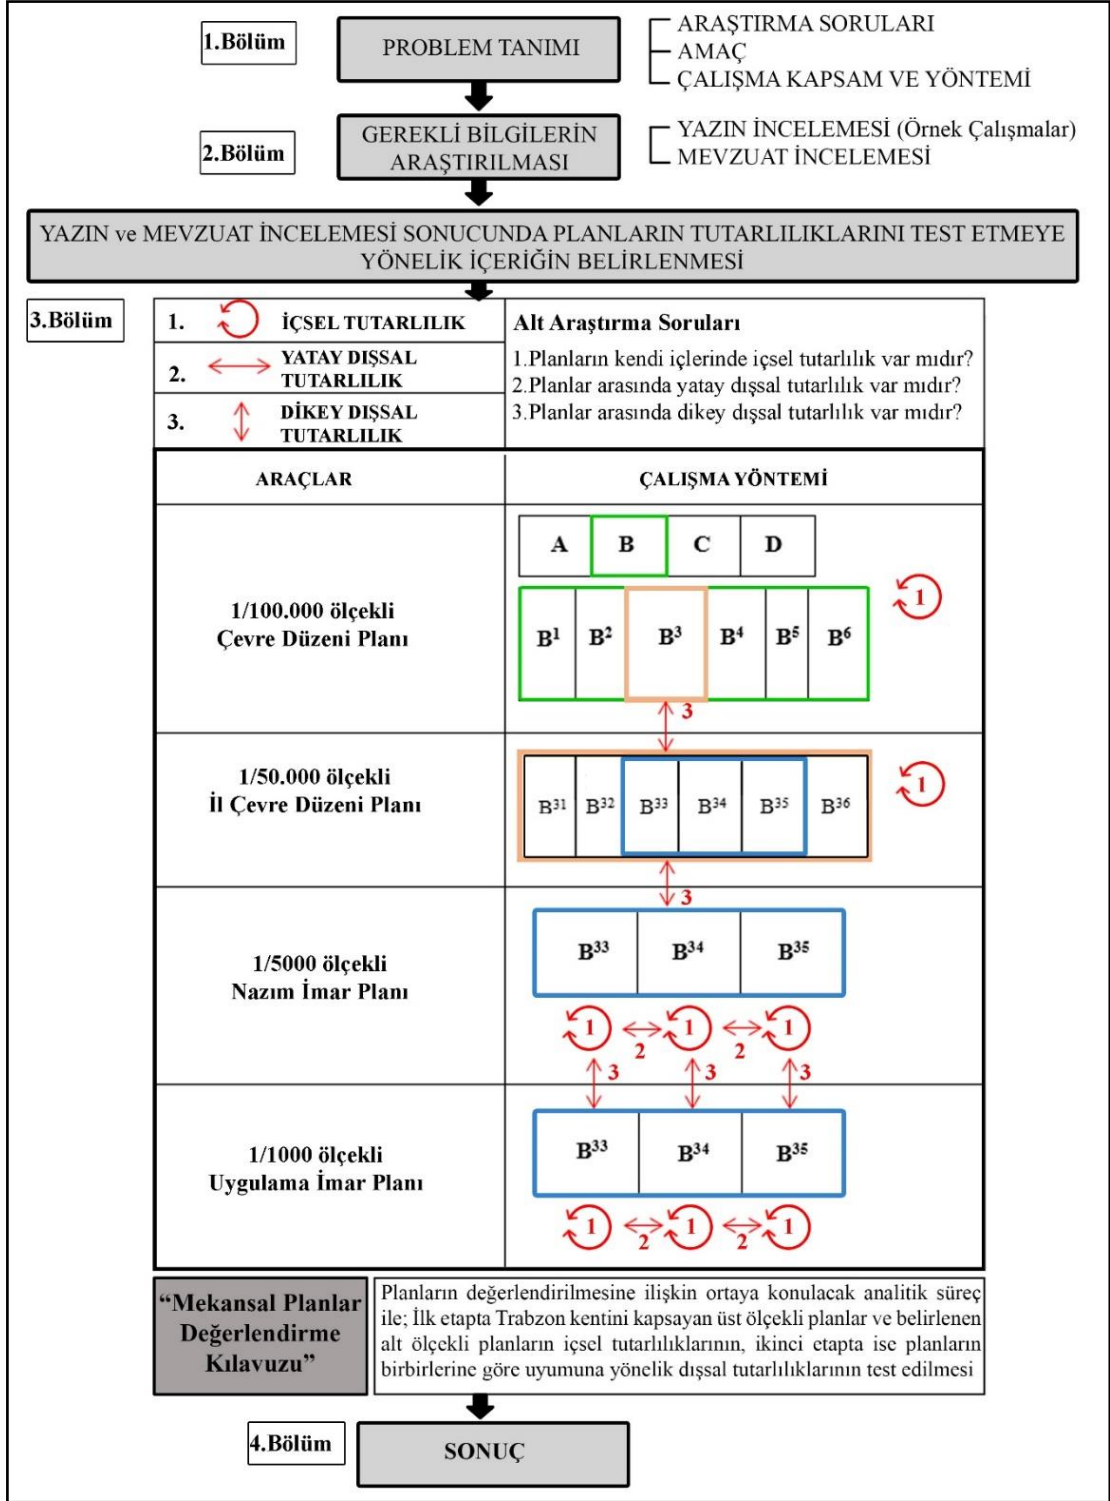 1.Bölüm
PROBLEM TANIMI
ARAŞTIRMA SORULARI
AMAÇ
ÇALIŞMA KAPSAM VE YÖNTEMİ
2.Bölüm
GEREKLİ BİLGİLERİN
ARAŞTIRILMASI
YAZIN İNCELEMESİ (Örnek Çalışmalar)
MEVZUAT İNCELEMESİ
YAZIN ve MEVZUAT İNCELEMESİ SONUCUNDA PLANLARIN TUTARLILIKLARINI TEST ETMEYE
YÖNELİK İÇERİĞİN BELİRLENMESİ
3.Bölüm
1. İÇSEL TUTARLILIK
2. YATAY DIŞSAL
TUTARLILIK
3. DİKEY DIŞSAL
TUTARLILIK
Alt Araştırma Soruları
1.Planların kendi içlerinde içsel tutarlılık var mıdır?
2.Planlar arasında yatay dışsal tutarlılık var mıdır?
3.Planlar arasında dikey dışsal tutarlılık var mıdır?
ARAÇLAR
ÇALIŞMA YÖNTEMİ
1/100.000 ölçekli
Çevre Düzeni Planı
A B C D
B¹ B² B³ B⁴ B⁵ B⁶
1
3
1/50.000 ölçekli
İl Çevre Düzeni Planı
B³¹ B³² B³³ B³⁴ B³⁵ B³⁶
1
3
1/5000 ölçekli
Nazım İmar Planı
B³³ B³⁴ B³⁵
1 2 1 2 1
3 3 3
1/1000 ölçekli
Uygulama İmar Planı
B³³ B³⁴ B³⁵
1 2 1 2 1
“Mekansal Planlar
Değerlendirme
Kılavuzu”
Planların değerlendirilmesine ilişkin ortaya konulacak analitik süreç
ile; İlk etapta Trabzon kentini kapsayan üst ölçekli planlar ve belirlenen
alt ölçekli planların içsel tutarlılıklarının, ikinci etapta ise planların
birbirlerine göre uyumuna yönelik dışsal tutarlılıklarının test edilmesi
4.Bölüm
SONUÇ